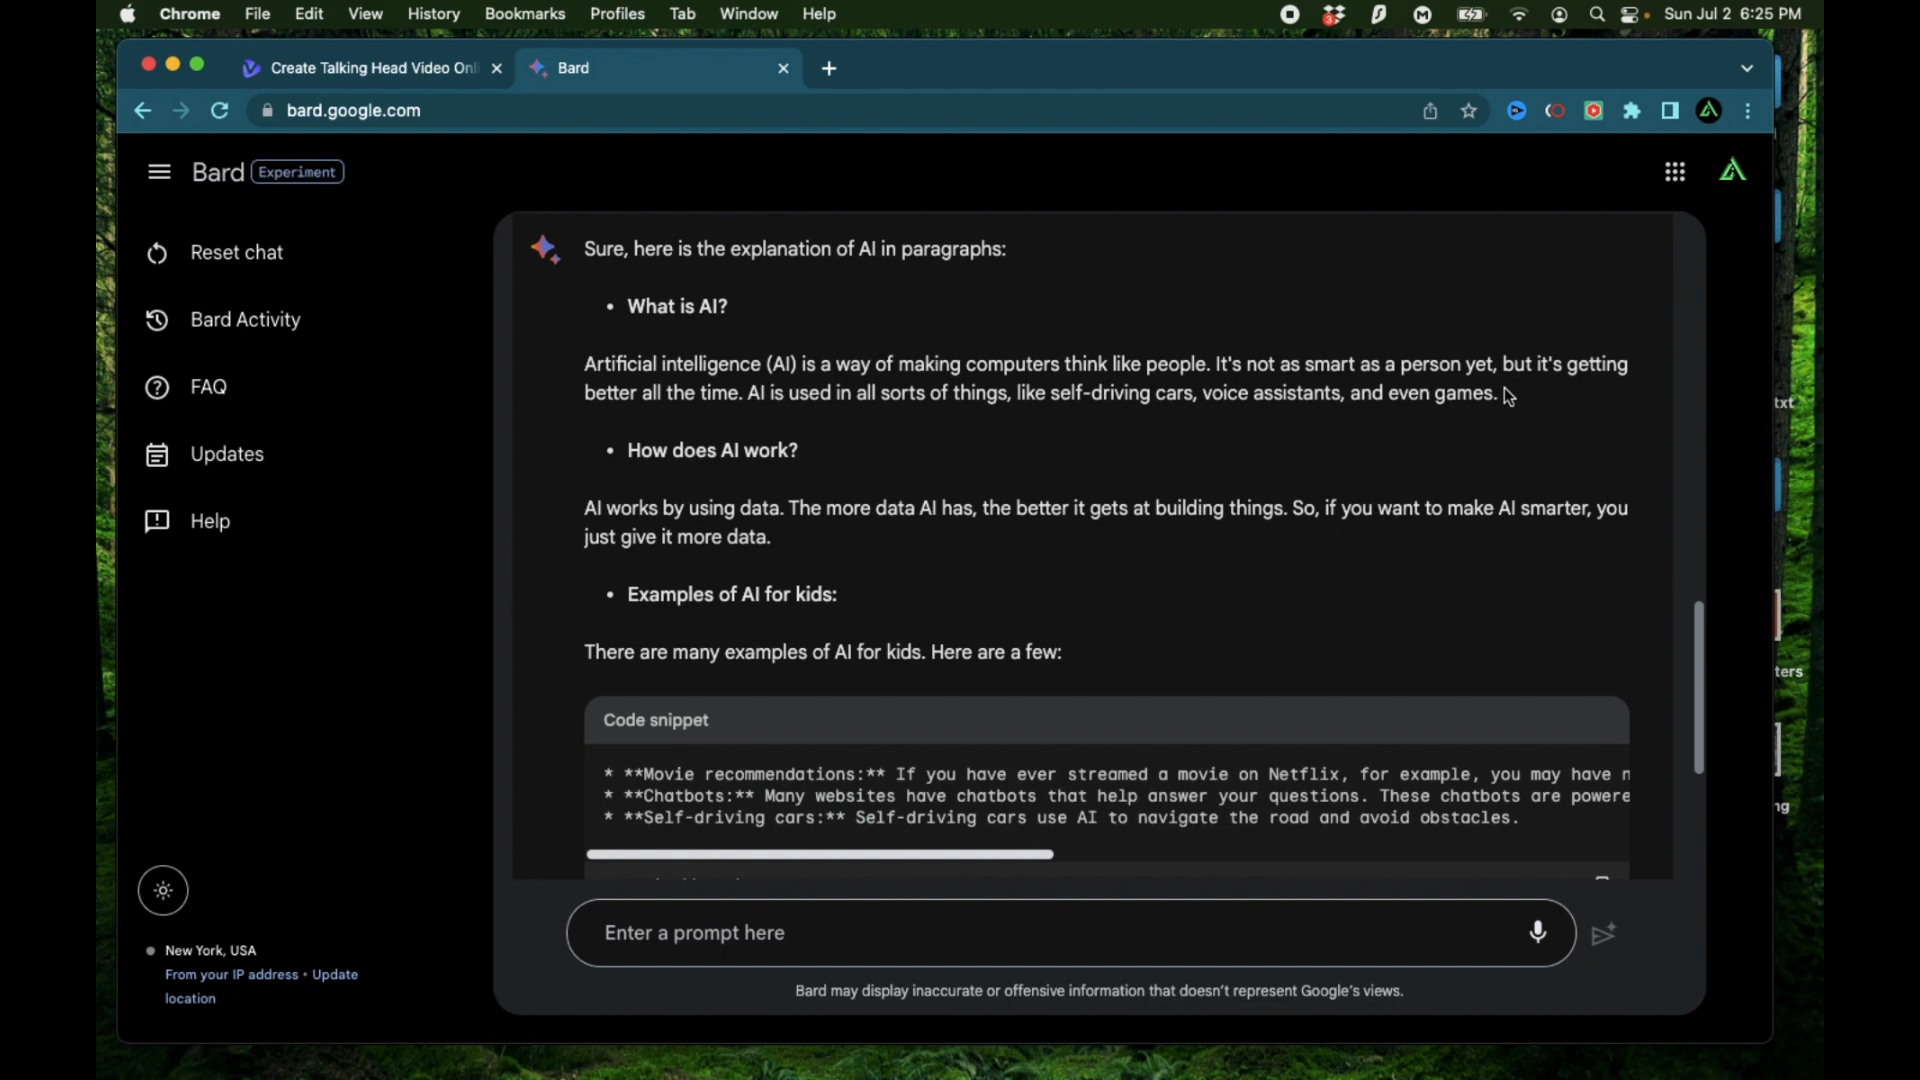 Chrome File Edit View History Bookmarks Profiles Tab Window Help
3
Sun Jul 2 6:25 PM
Create Talking Head Video Onli
Bard
bard.google.com
Bard Experiment
Reset chat
Bard Activity
FAQ
Updates
Help
Sure, here is the explanation of AI in paragraphs:
• What is AI?
Artificial intelligence (AI) is a way of making computers think like people. It's not as smart as a person yet, but it's getting
better all the time. AI is used in all sorts of things, like self-driving cars, voice assistants, and even games.
• How does AI work?
AI works by using data. The more data AI has, the better it gets at building things. So, if you want to make AI smarter, you
just give it more data.
• Examples of AI for kids:
There are many examples of AI for kids. Here are a few:
Code snippet
* **Movie recommendations:** If you have ever streamed a movie on Netflix, for example, you may have
* **Chatbots:** Many websites have chatbots that help answer your questions. These chatbots are powere
* **Self-driving cars:** Self-driving cars use AI to navigate the road and avoid obstacles.
Enter a prompt here
Bard may display inaccurate or offensive information that doesn't represent Google's views.
New York, USA
From your IP address • Update
location
txt
ters
ng